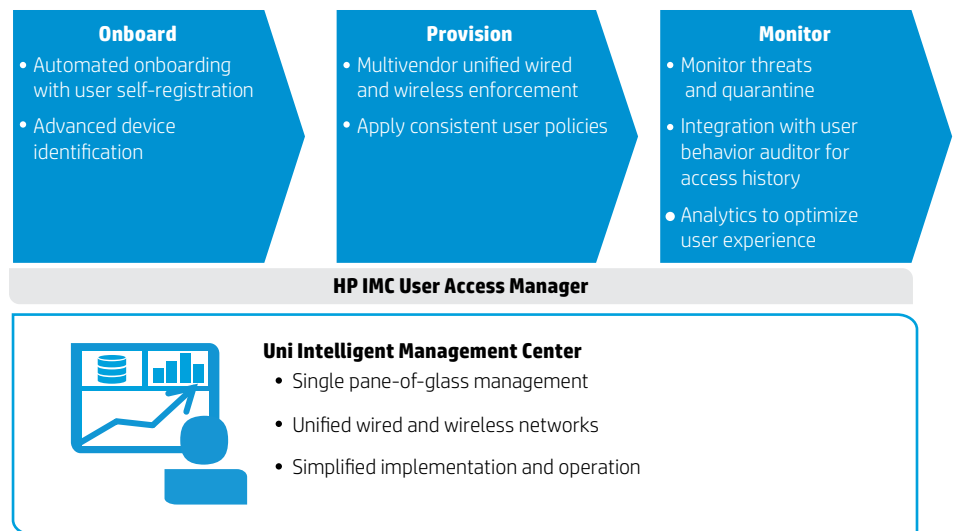 Onboard
• Automated onboarding
with user self-registration
• Advanced device
identification
Provision
• Multivendor unified wired
and wireless enforcement
• Apply consistent user policies
Monitor
• Monitor threats
and quarantine
• Integration with user
behavior auditor for
access history
• Analytics to optimize
user experience
HP IMC User Access Manager
Uni Intelligent Management Center
• Single pane-of-glass management
• Unified wired and wireless networks
• Simplified implementation and operation